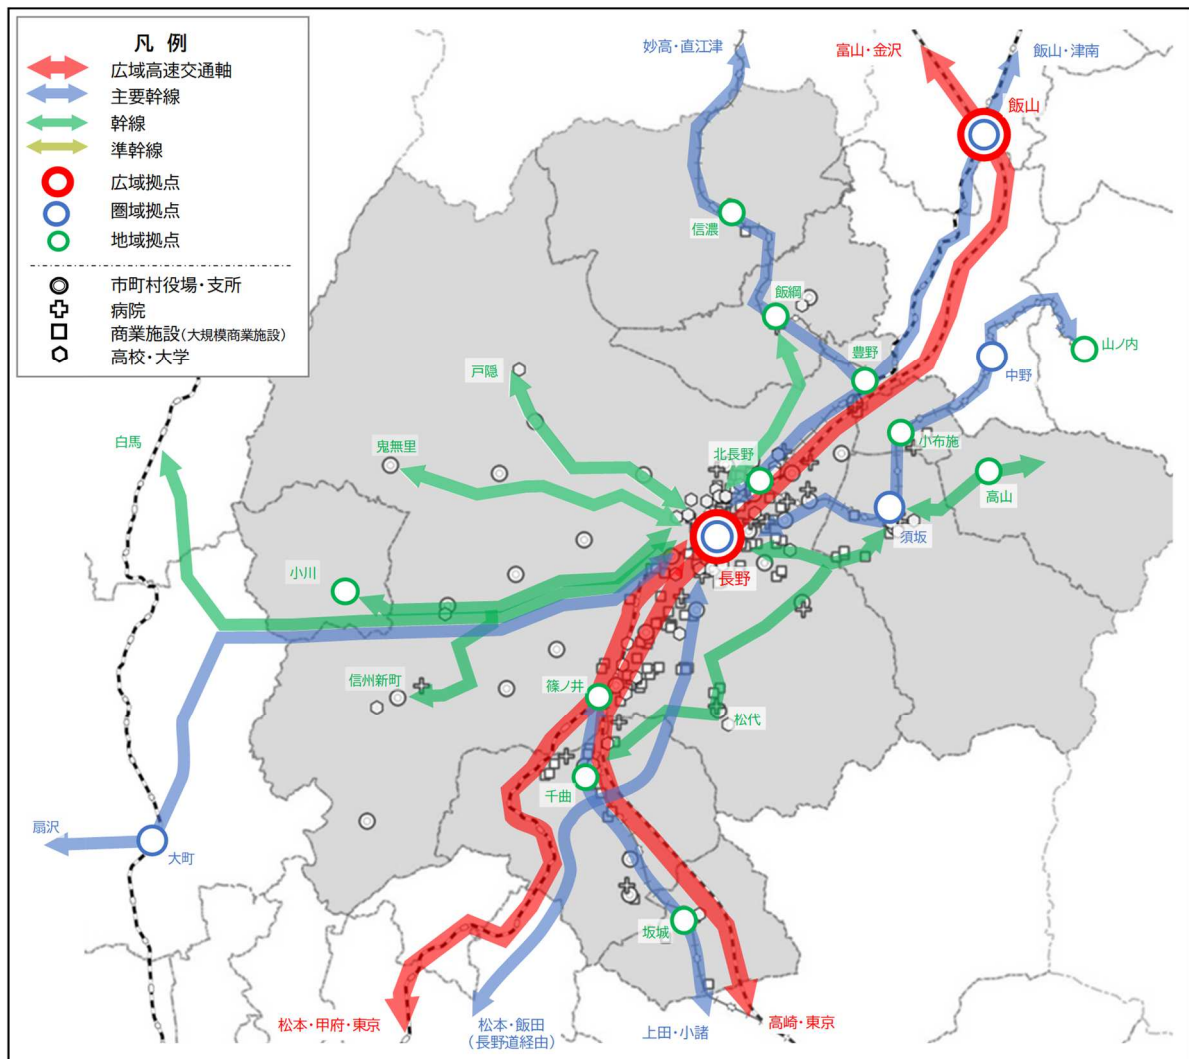 凡 例
広域高速交通軸
主要幹線
幹線
準幹線
広域拠点
圏域拠点
地域拠点
市町村役場・支所
病院
商業施設(大規模商業施設)
高校・大学
妙高・直江津
富山・金沢
飯山・津南
飯山
信濃
飯綱
豊野
山ノ内
中野
戸隠
白馬
鬼無里
北長野
小布施
高山
須坂
長野
小川
信州新町
篠ノ井
松代
千曲
扇沢
大町
坂城
松本・甲府・東京
松本・飯田
(長野道経由)
上田・小諸
高崎・東京